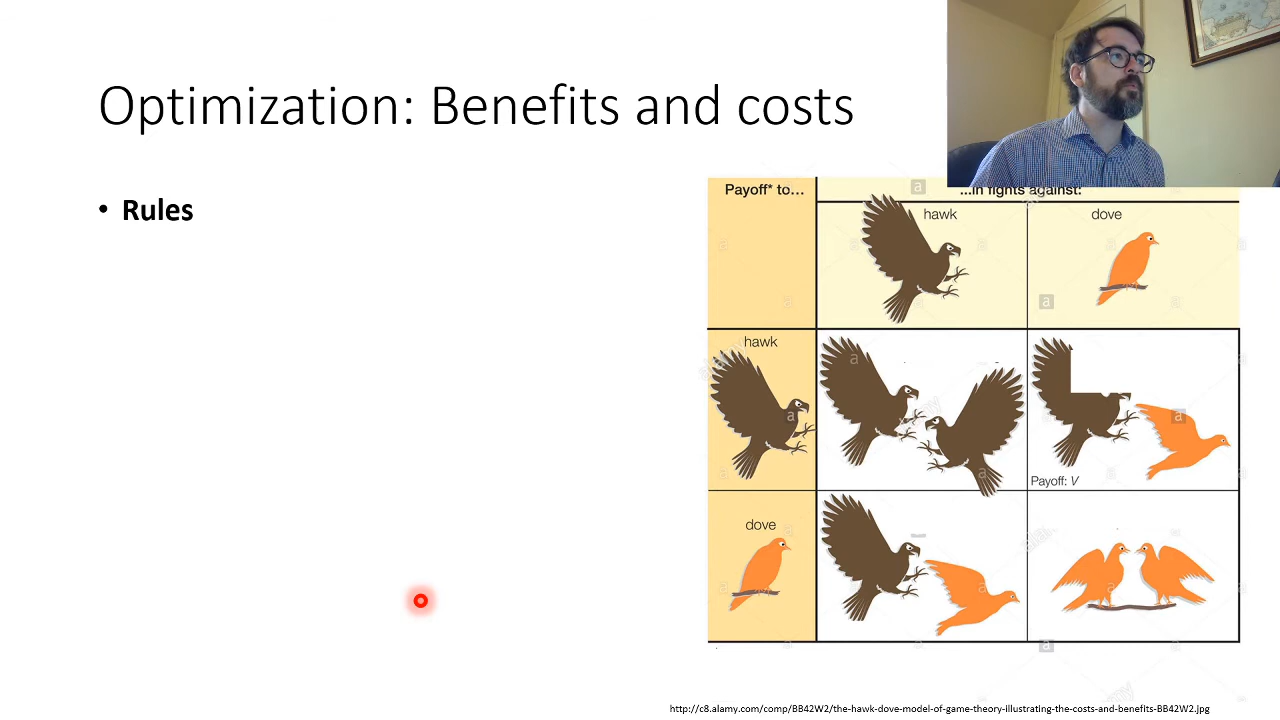 Optimization: Benefits and costs
• Rules
Payoff* to...
...in fights against:
hawk
dove
hawk
Payoff: V
dove
http://c8.alamy.com/comp/BB42W2/the-hawk-dove-model-of-game-theory-illustrating-the-costs-and-benefits-BB42W2.jpg